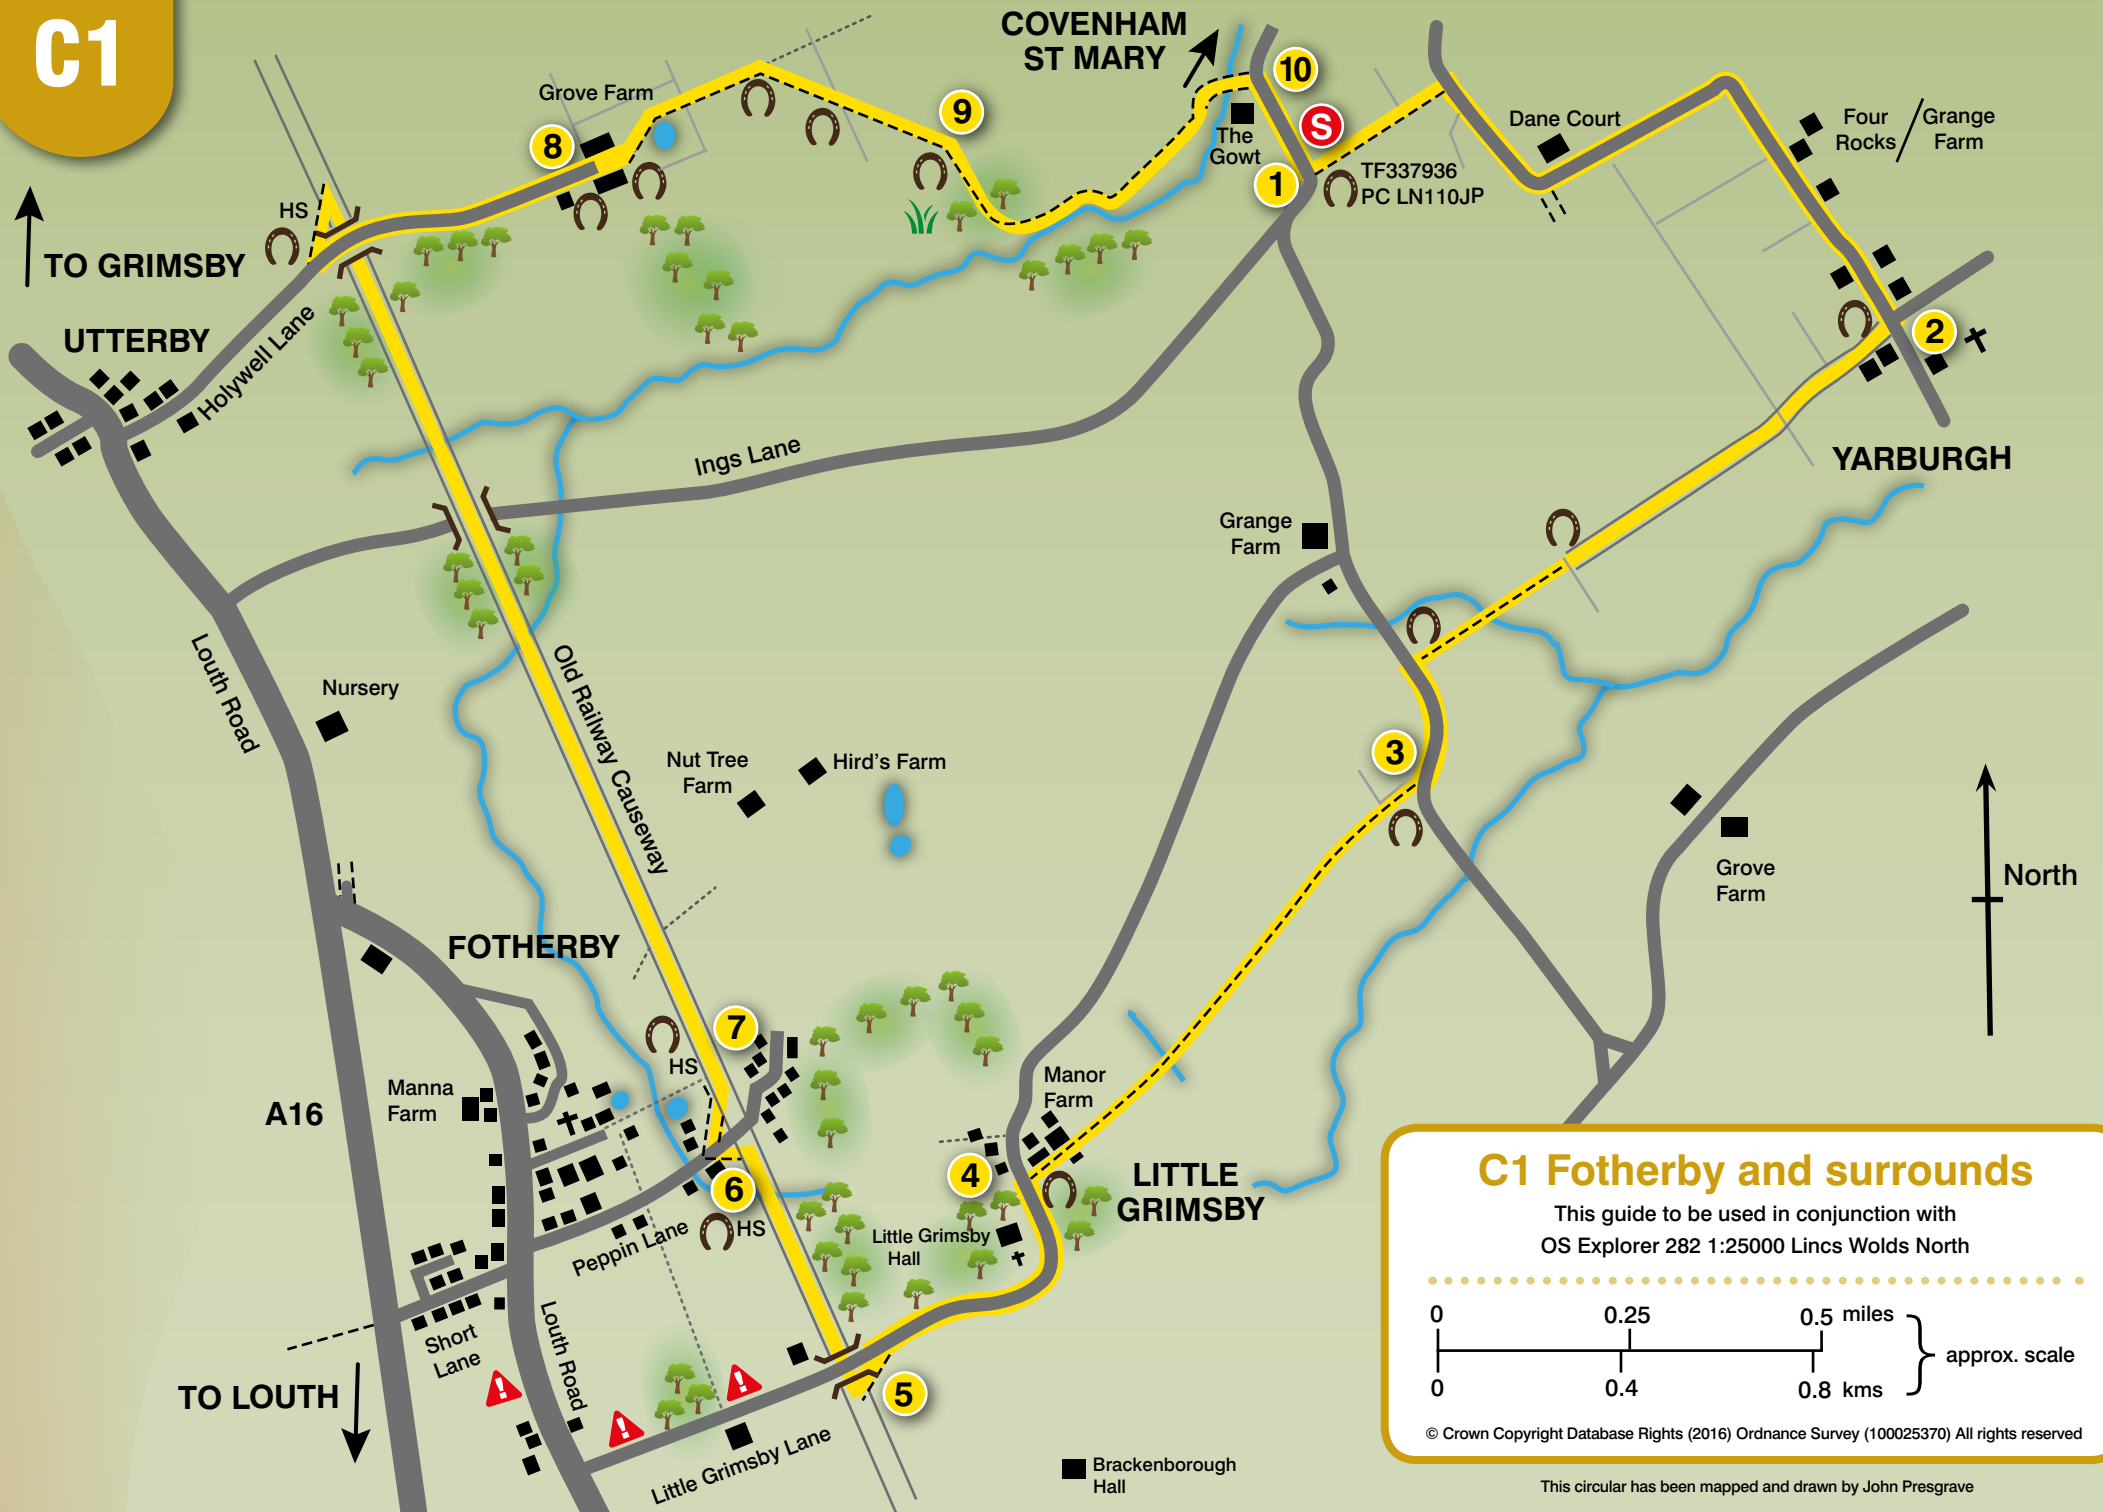 C1
COVENHAM
ST MARY
10
Grove Farm
9
S
8
The
Gowt
1
TF337936
PC LN110JP
Dane Court
Four
Rocks
Grange
Farm
HS
TO GRIMSBY
UTTERBY
Holywell Lane
2
YARBURGH
Ings Lane
Grange
Farm
Louth Road
Nursery
Old Railway Causeway
Nut Tree
Farm
Hird's Farm
3
Grove
Farm
North
FOTHERBY
7
HS
Manna
Farm
A16
Manor
Farm
4
LITTLE
GRIMSBY
6
HS
Peppin Lane
Little Grimsby
Hall
Short
Lane
Louth Road
TO LOUTH
!
!
!
5
Little Grimsby Lane
Brackenborough
Hall
C1 Fotherby and surrounds
This guide to be used in conjunction with
OS Explorer 282 1:25000 Lincs Wolds North
0 0.25 0.5 miles
approx. scale
0 0.4 0.8 kms
© Crown Copyright Database Rights (2016) Ordnance Survey (100025370) All rights reserved
This circular has been mapped and drawn by John Presgrave